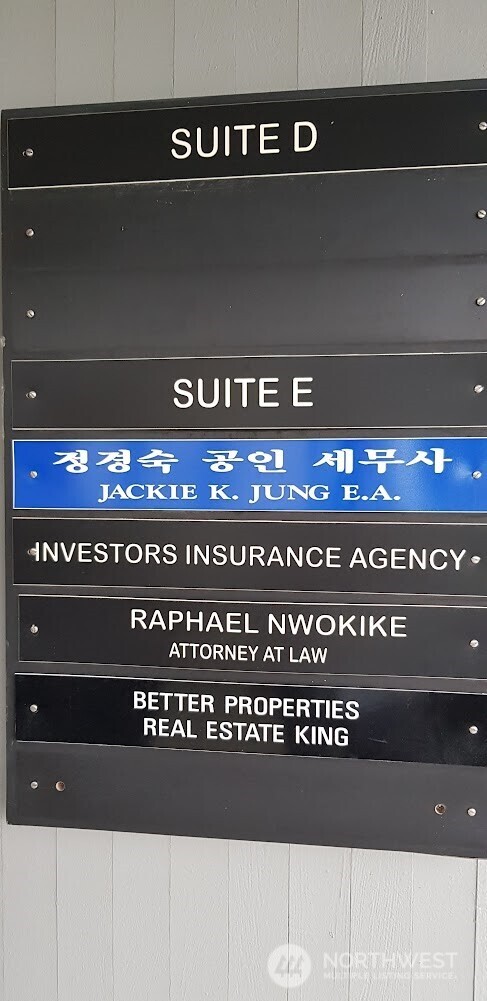 SUITE D
SUITE E
정경숙 공인 세무사
JACKIE K. JUNG E.A.
INVESTORS INSURANCE AGENCY
RAPHAEL NWOKIKE
ATTORNEY AT LAW
BETTER PROPERTIES
REAL ESTATE KING
NORTHWEST
MULTIPLE LISTING SERVICE